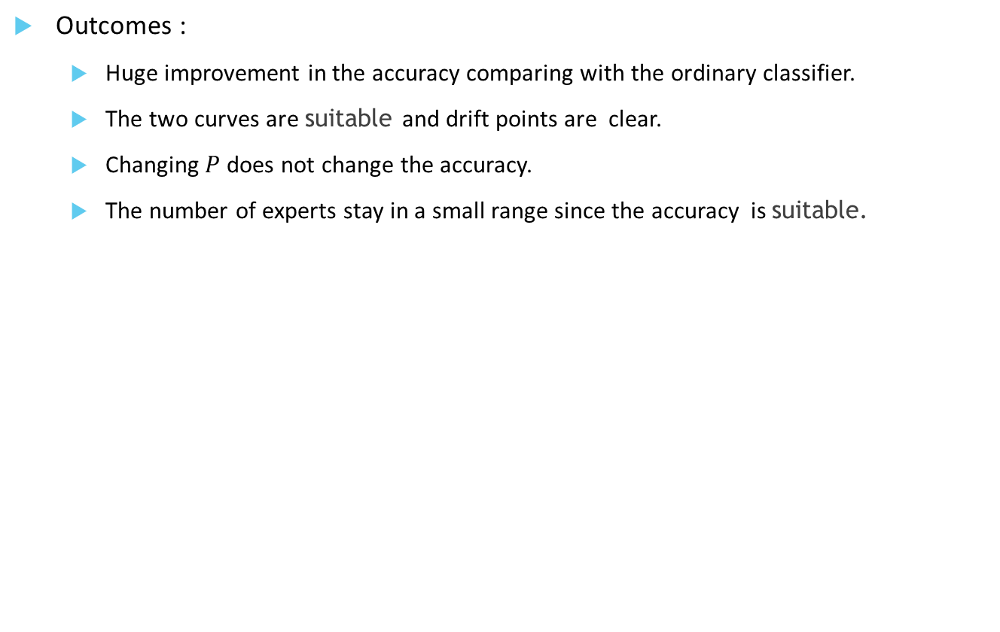 Outcomes :
Huge improvement in the accuracy comparing with the ordinary classifier.
The two curves are suitable and drift points are clear.
Changing P does not change the accuracy.
The number of experts stay in a small range since the accuracy is suitable.